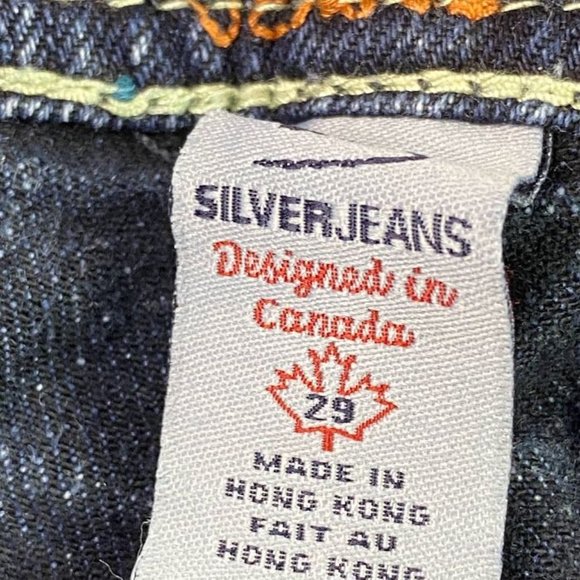 SILVERJEANS
Designed in
Canada
29
MADE IN
HONG KONG
FAIT AU
HONG KONG